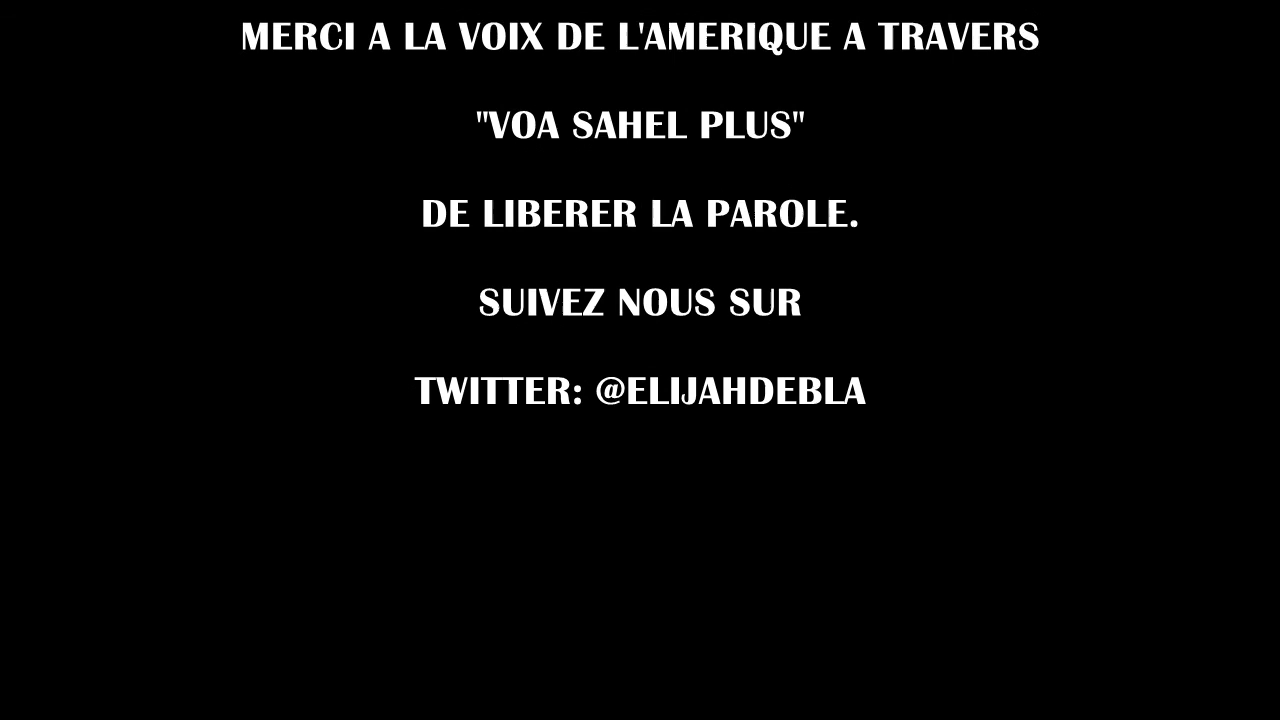 MERCI A LA VOIX DE L'AMERIQUE A TRAVERS
"VOA SAHEL PLUS"
DE LIBERER LA PAROLE.
SUIVEZ NOUS SUR
TWITTER: @ELIJAHDEBLA